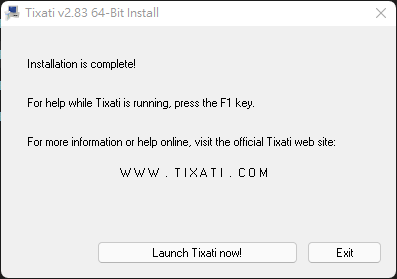 Tixati v2.83 64-Bit Install
Installation is complete!
For help while Tixati is running, press the F1 key.
For more information or help online, visit the official Tixati web site:
WWW.TIXATI.COM
Launch Tixati now!
Exit